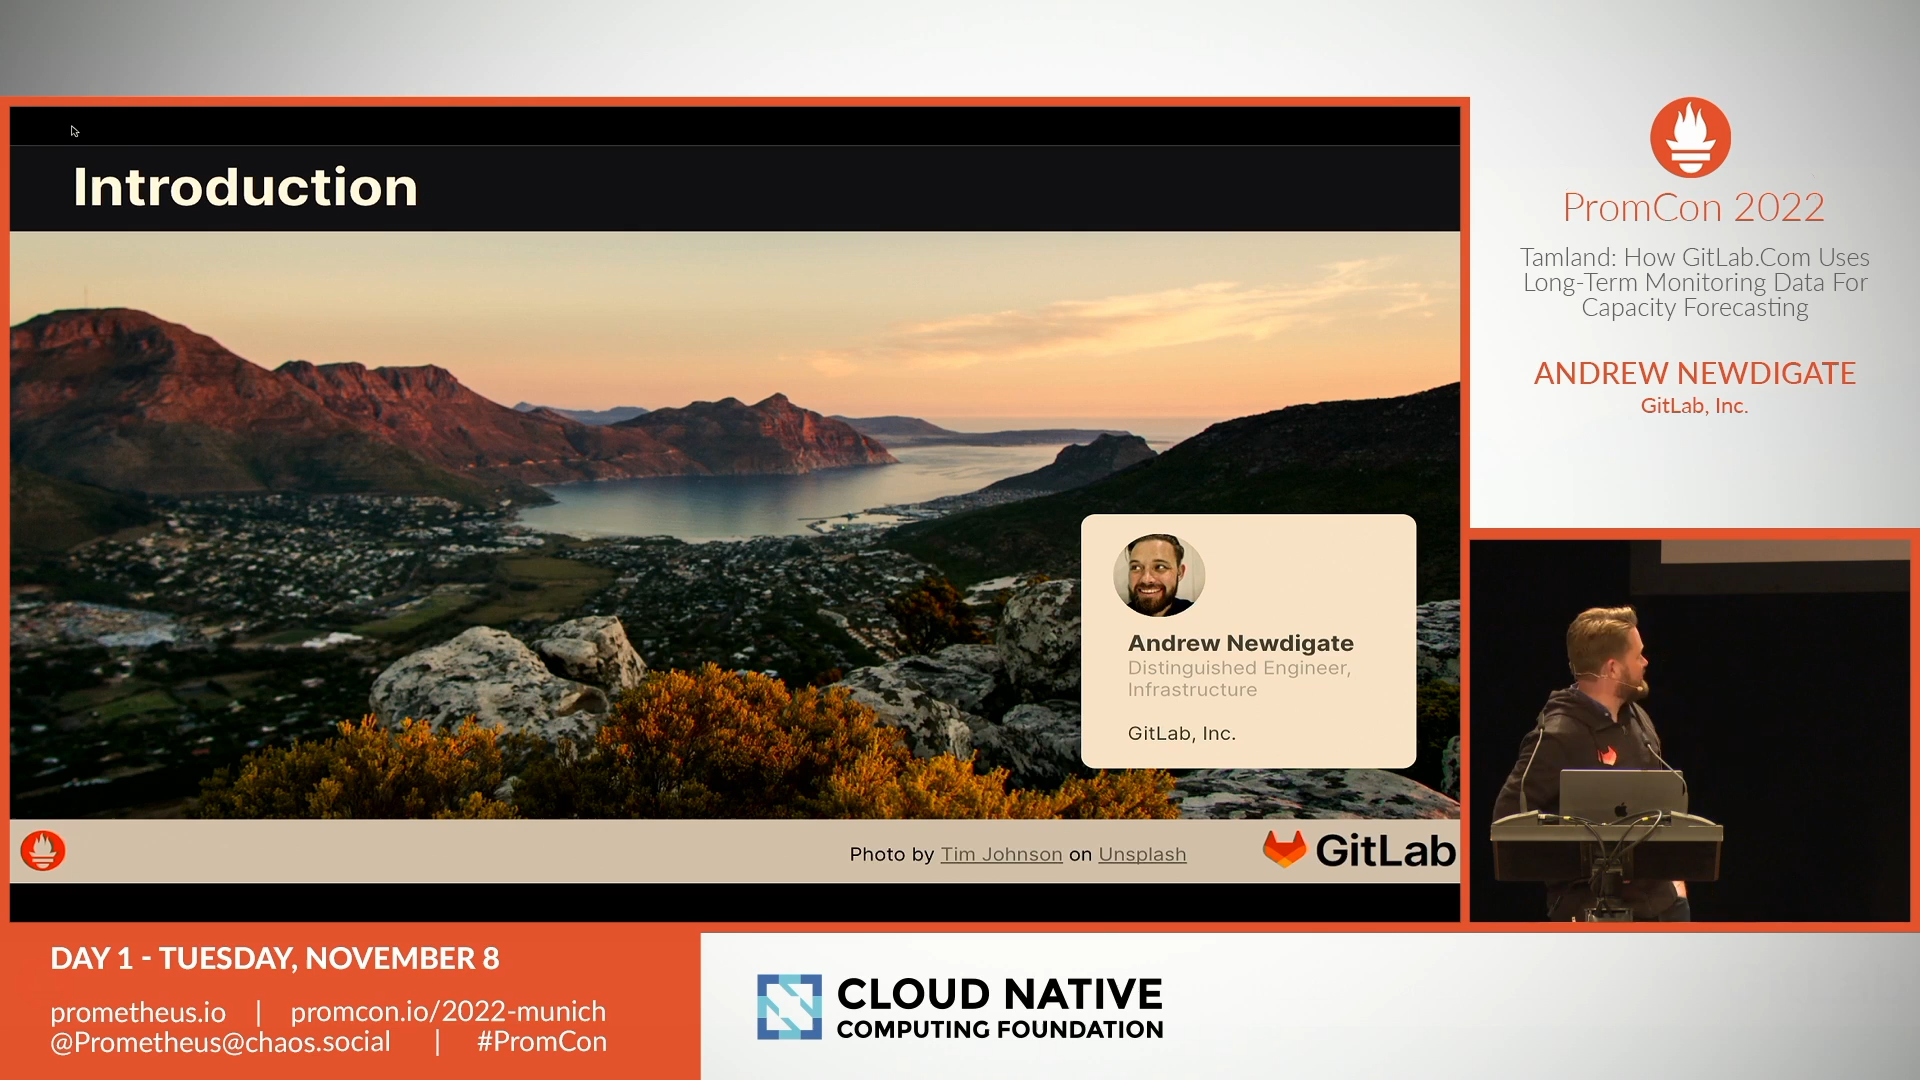 Introduction
Andrew Newdigate
Distinguished Engineer,
Infrastructure
GitLab, Inc.
Photo by Tim Johnson on Unsplash
GitLab
PromCon 2022
Tamland: How GitLab.Com Uses
Long-Term Monitoring Data For
Capacity Forecasting
ANDREW NEWDIGATE
GitLab, Inc.
DAY 1 - TUESDAY, NOVEMBER 8
prometheus.io | promcon.io/2022-munich
@Prometheus@chaos.social | #PromCon
CLOUD NATIVE
COMPUTING FOUNDATION